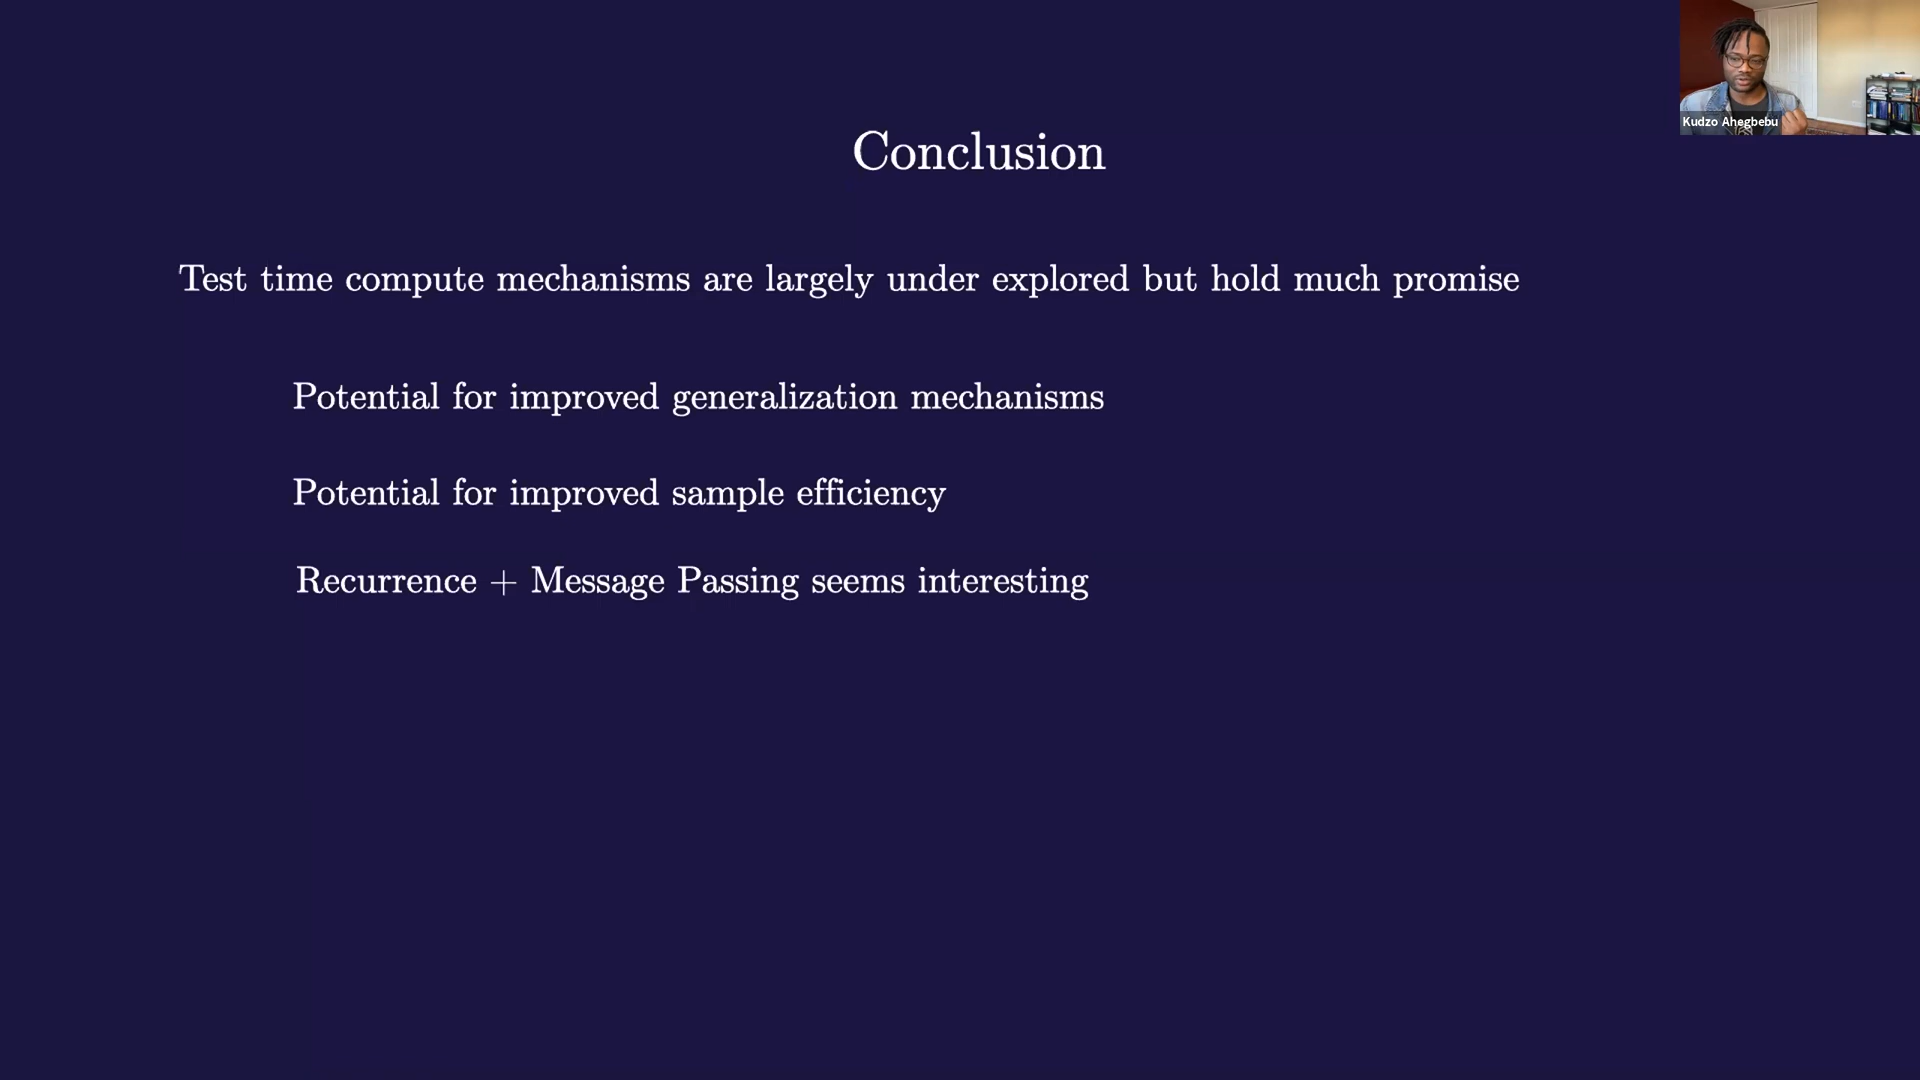 Conclusion
Kudzo Ahegbebu
Test time compute mechanisms are largely under explored but hold much promise
Potential for improved generalization mechanisms
Potential for improved sample efficiency
Recurrence + Message Passing seems interesting